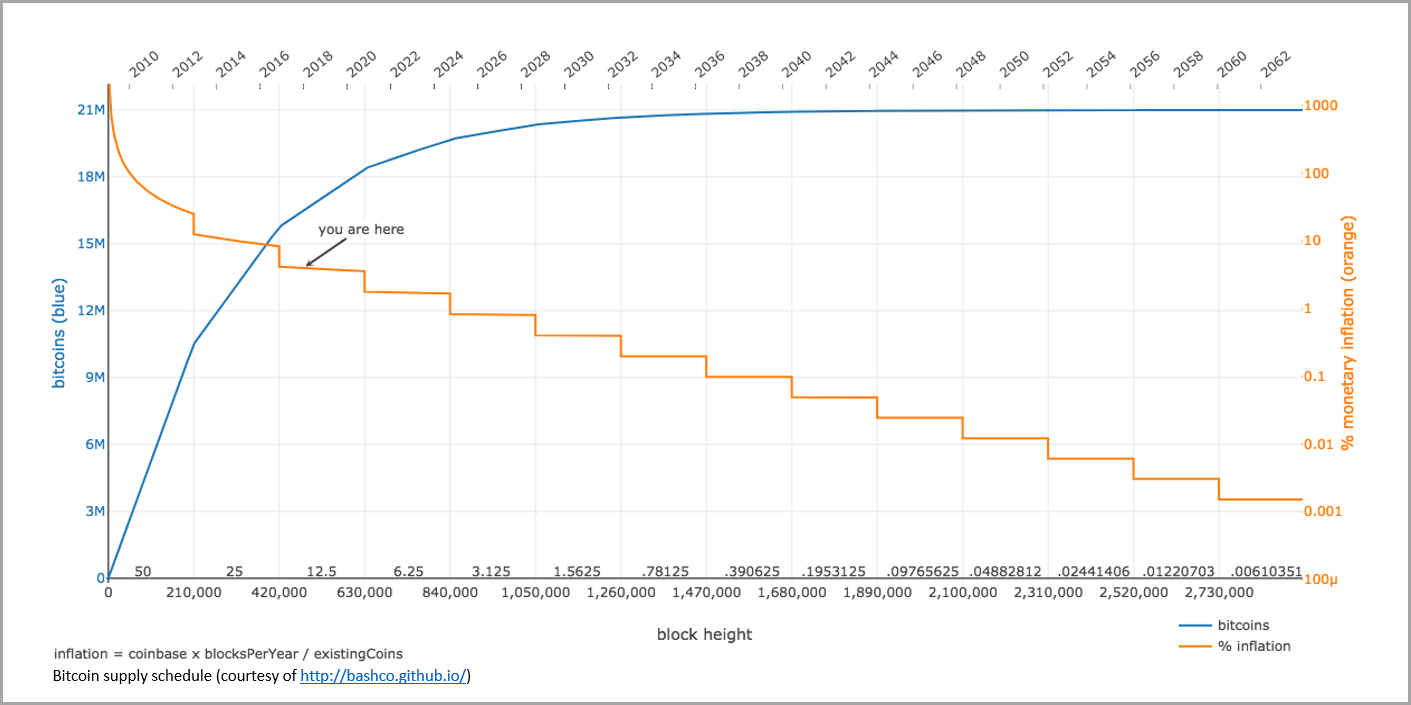 2010 2012 2014 2016 2018 2020 2022 2024 2026 2028 2030 2032 2034 2036 2038 2040 2042 2044 2046 2048 2050 2052 2054 2056 2058 2060 2062
21M
18M
15M
12M
9M
6M
3M
0
bitcoins (blue)
you are here
1000
100
10
1
0.1
0.01
0.001
100µ
% monetary inflation (orange)
50 25 12.5 6.25 3.125 1.5625 .78125 .390625 .1953125 .09765625 .04882812 .02441406 .01220703 .00610351
0 210,000 420,000 630,000 840,000 1,050,000 1,260,000 1,470,000 1,680,000 1,890,000 2,100,000 2,310,000 2,520,000 2,730,000
block height
bitcoins
% inflation
inflation = coinbase x blocksPerYear / existingCoins
Bitcoin supply schedule (courtesy of http://bashco.github.io/)